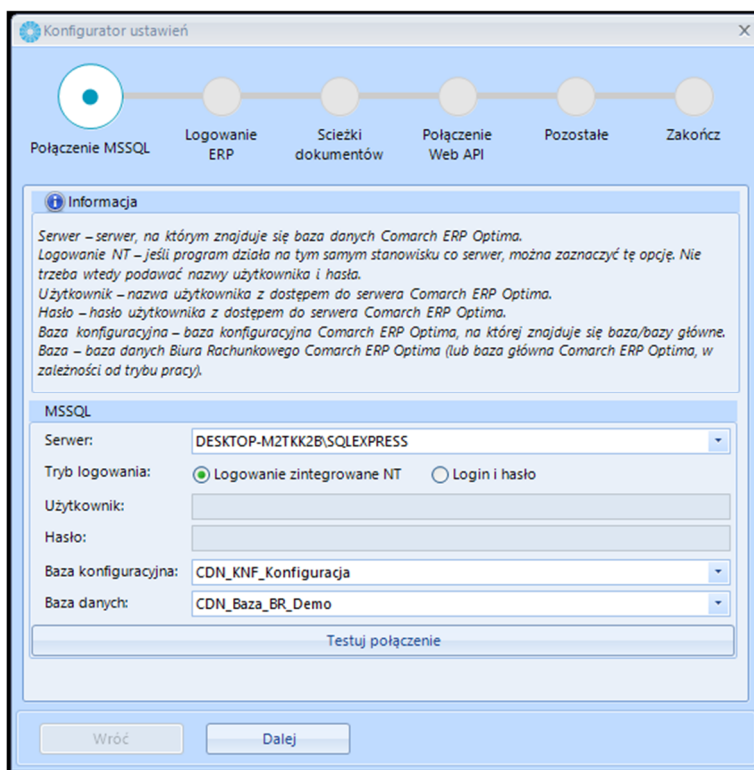 Konfigurator ustawień
Połączenie MSSQL
Logowanie
ERP
Scieżki
dokumentów
Połączenie
Web API
Pozostałe
Zakończ
Informacja
Serwer – serwer, na którym znajduje się baza danych Comarch ERP Optima.
Logowanie NT – jeśli program działa na tym samym stanowisku co serwer, można zaznaczyć tę opcję. Nie
trzeba wtedy podawać nazwy użytkownika i hasła.
Użytkownik – nazwa użytkownika z dostępem do serwera Comarch ERP Optima.
Hasło – hasło użytkownika z dostępem do serwera Comarch ERP Optima.
Baza konfiguracyjna – baza konfiguracyjna Comarch ERP Optima, na której znajduje się baza/bazy główne.
Baza – baza danych Biura Rachunkowego Comarch ERP Optima (lub baza główna Comarch ERP Optima, w
zależności od trybu pracy).
MSSQL
Serwer: DESKTOP-M2TKK2B\SQLEXPRESS
Tryb logowania: Logowanie zintegrowane NT Login i hasło
Użytkownik:
Hasło:
Baza konfiguracyjna: CDN_KNF_Konfiguracja
Baza danych: CDN_Baza_BR_Demo
Testuj połączenie
Wróć Dalej